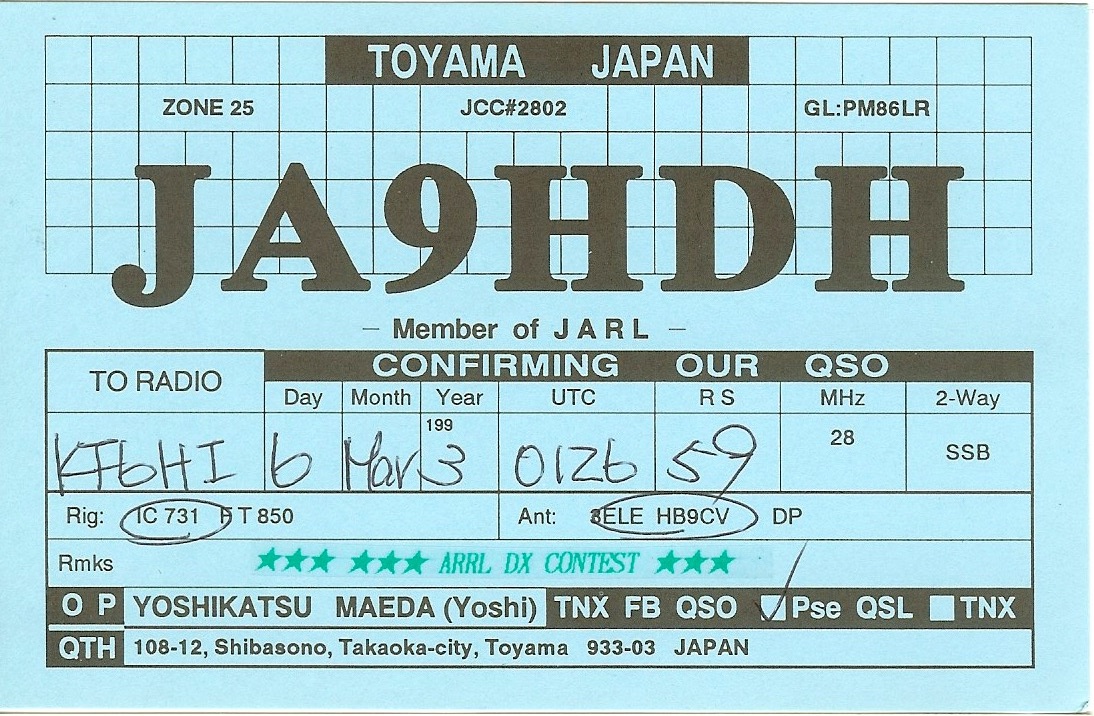 TOYAMA JAPAN
ZONE 25 JCC#2802 GL:PM86LR
JA9HDH
— Member of JARL —
TO RADIO CONFIRMING OUR QSO
Day Month Year UTC RS MHz 2-Way
KJ6HI 6 Mar 1993 0126 59 28 SSB
Rig: IC 731 FT 850 Ant: 3ELE HB9CV DP
Rmks ★★★ ★★★ ARRL DX CONTEST ★★★
OP YOSHIKATSU MAEDA (Yoshi) TNX FB QSO ☑ Pse QSL ☐ TNX
QTH 108-12, Shibasono, Takaoka-city, Toyama 933-03 JAPAN